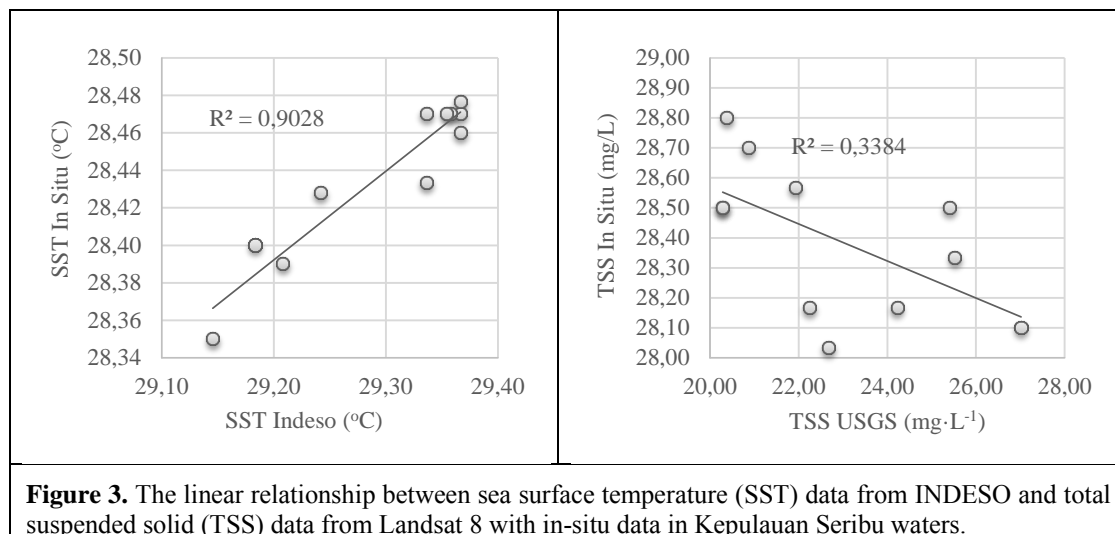 28,50
28,48
28,46
28,44
28,42
28,40
28,38
28,36
28,34
29,10 29,20 29,30 29,40
SST In Situ (°C)
SST Indeso (°C)
R² = 0,9028
29,00
28,90
28,80
28,70
28,60
28,50
28,40
28,30
28,20
28,10
28,00
20,00 22,00 24,00 26,00 28,00
TSS In Situ (mg/L)
TSS USGS (mg·L⁻¹)
R² = 0,3384
Figure 3. The linear relationship between sea surface temperature (SST) data from INDESO and total
suspended solid (TSS) data from Landsat 8 with in-situ data in Kepulauan Seribu waters.